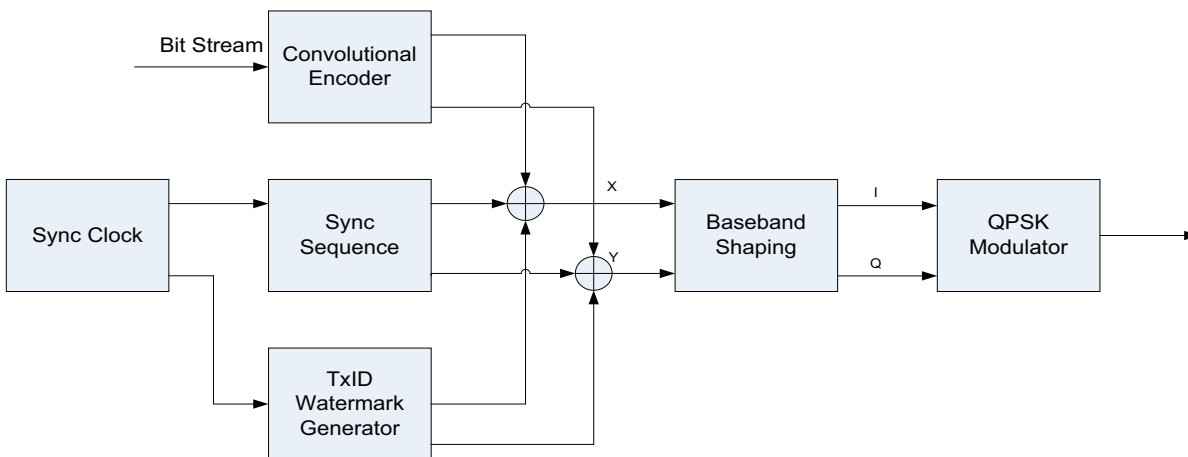 Bit Stream
Convolutional
Encoder
Sync Clock
Sync
Sequence
X
Y
Baseband
Shaping
I
Q
QPSK
Modulator
TxID
Watermark
Generator